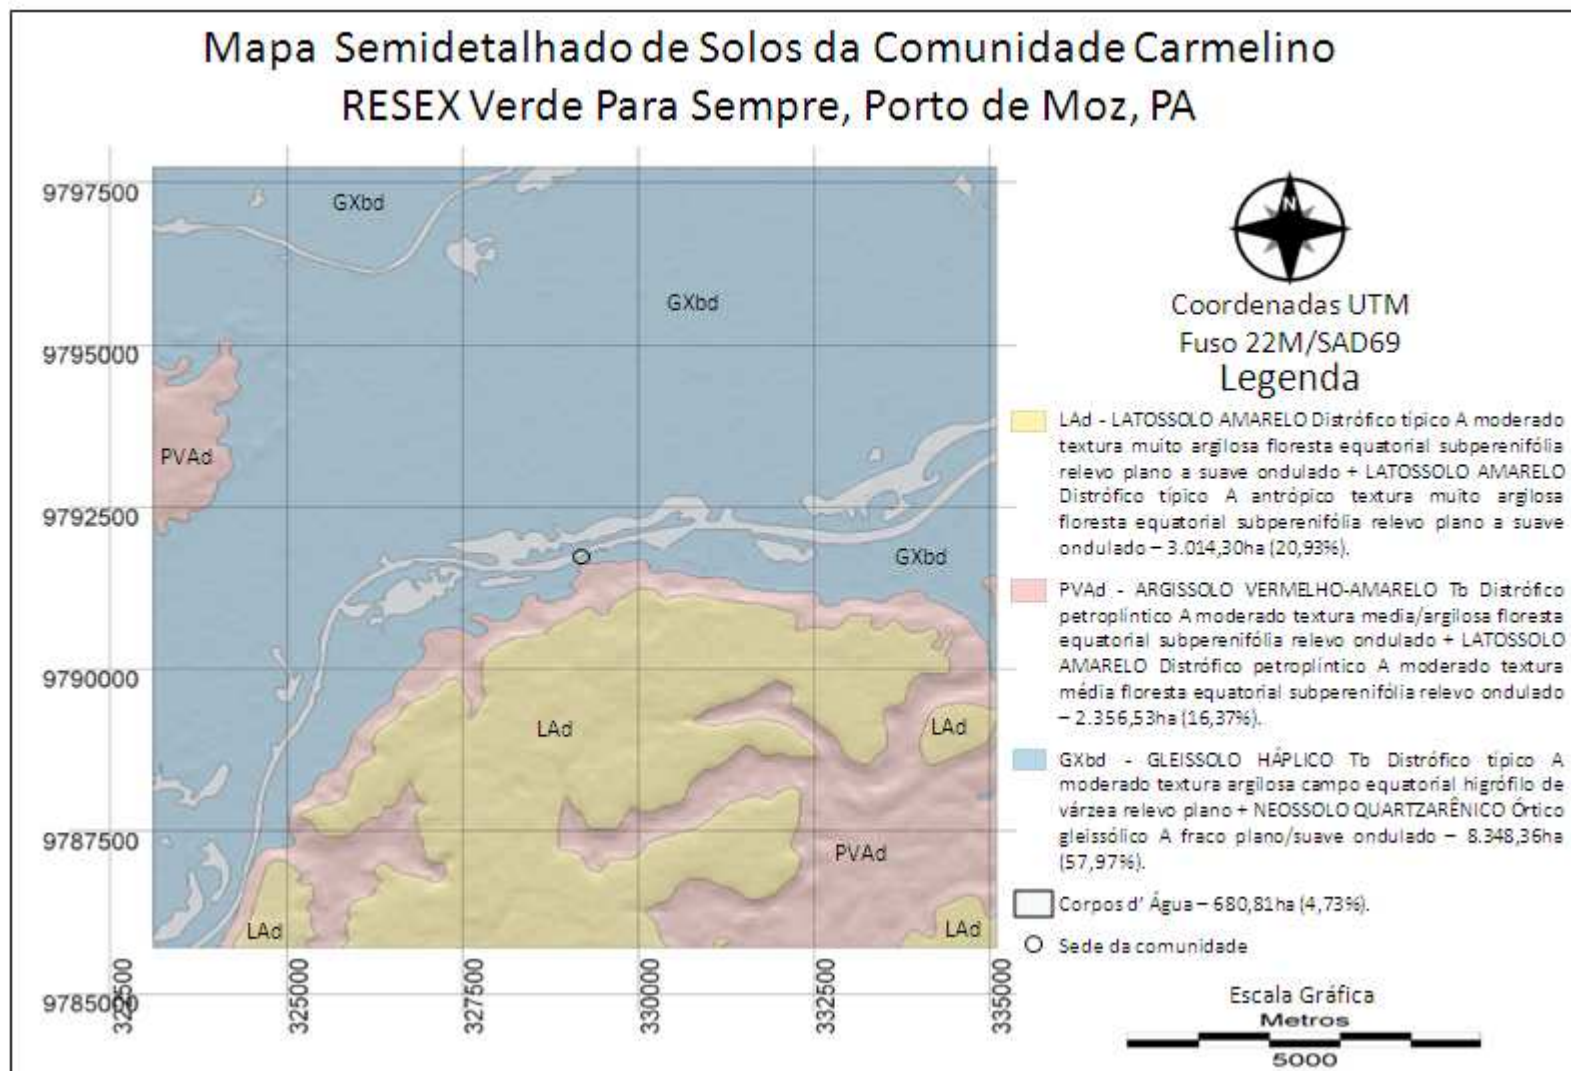 Mapa Semidetalhado de Solos da Comunidade Carmelino
RESEX Verde Para Sempre, Porto de Moz, PA
9797500
9795000
9792500
9790000
9787500
9785000
322500
325000
327500
330000
332500
335000
GXbd
GXbd
PVAd
GXbd
LAd
LAd
PVAd
LAd
LAd
N
Coordenadas UTM
Fuso 22M/SAD69
Legenda
LAd - LATOSSOLO AMARELO Distrófico típico A moderado
textura muito argilosa floresta equatorial subperenifólia
relevo plano a suave ondulado + LATOSSOLO AMARELO
Distrófico típico A antrópico textura muito argilosa
floresta equatorial subperenifólia relevo plano a suave
ondulado – 3.014,30ha (20,93%).
PVAd - ARGISSOLO VERMELHO-AMARELO Tb Distrófico
petroplíntico A moderado textura media/argilosa floresta
equatorial subperenifólia relevo ondulado + LATOSSOLO
AMARELO Distrófico petroplíntico A moderado textura
média floresta equatorial subperenifólia relevo ondulado
– 2.356,53ha (16,37%).
GXbd - GLEISSOLO HÁPLICO Tb Distrófico típico A
moderado textura argilosa campo equatorial higrófilo de
várzea relevo plano + NEOSSOLO QUARTZARÊNICO Órtico
gleissólico A fraco plano/suave ondulado – 8.348,36ha
(57,97%).
Corpos d' Água – 680,81ha (4,73%).
Sede da comunidade
Escala Gráfica
Metros
5000